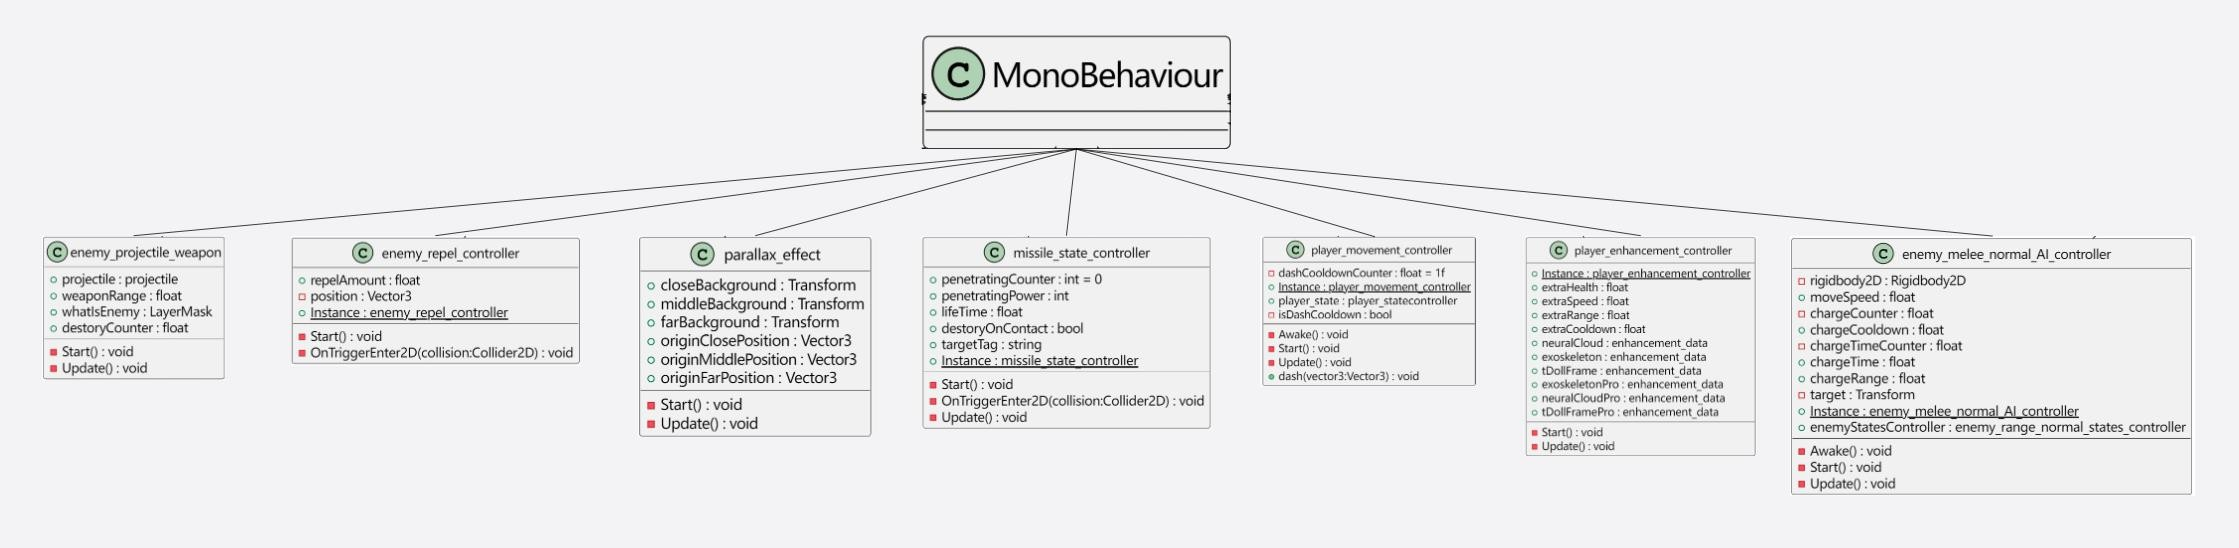 C MonoBehaviour
C enemy_projectile_weapon
projectile : projectile
weaponRange : float
whatIsEnemy : LayerMask
destoryCounter : float
Start() : void
Update() : void
C enemy_repel_controller
repelAmount : float
position : Vector3
Instance : enemy_repel_controller
Start() : void
OnTriggerEnter2D(collision:Collider2D) : void
C parallax_effect
closeBackground : Transform
middleBackground : Transform
farBackground : Transform
originClosePosition : Vector3
originMiddlePosition : Vector3
originFarPosition : Vector3
Start() : void
Update() : void
C missile_state_controller
penetratingCounter : int = 0
penetratingPower : int
lifeTime : float
destoryOnContact : bool
targetTag : string
Instance : missile_state_controller
Start() : void
OnTriggerEnter2D(collision:Collider2D) : void
Update() : void
C player_movement_controller
dashCooldownCounter : float = 1f
Instance : player_movement_controller
player_state : player_statecontroller
isDashCooldown : bool
Awake() : void
Start() : void
Update() : void
dash(vector3:Vector3) : void
C player_enhancement_controller
Instance : player_enhancement_controller
extraHealth : float
extraSpeed : float
extraRange : float
extraCooldown : float
neuralCloud : enhancement_data
exoskeleton : enhancement_data
tDollFrame : enhancement_data
exoskeletonPro : enhancement_data
neuralCloudPro : enhancement_data
tDollFramePro : enhancement_data
Start() : void
Update() : void
C enemy_melee_normal_AI_controller
rigidbody2D : Rigidbody2D
moveSpeed : float
chargeCounter : float
chargeCooldown : float
chargeTimeCounter : float
chargeTime : float
chargeRange : float
target : Transform
Instance : enemy_melee_normal_AI_controller
enemyStatesController : enemy_range_normal_states_controller
Awake() : void
Start() : void
Update() : void